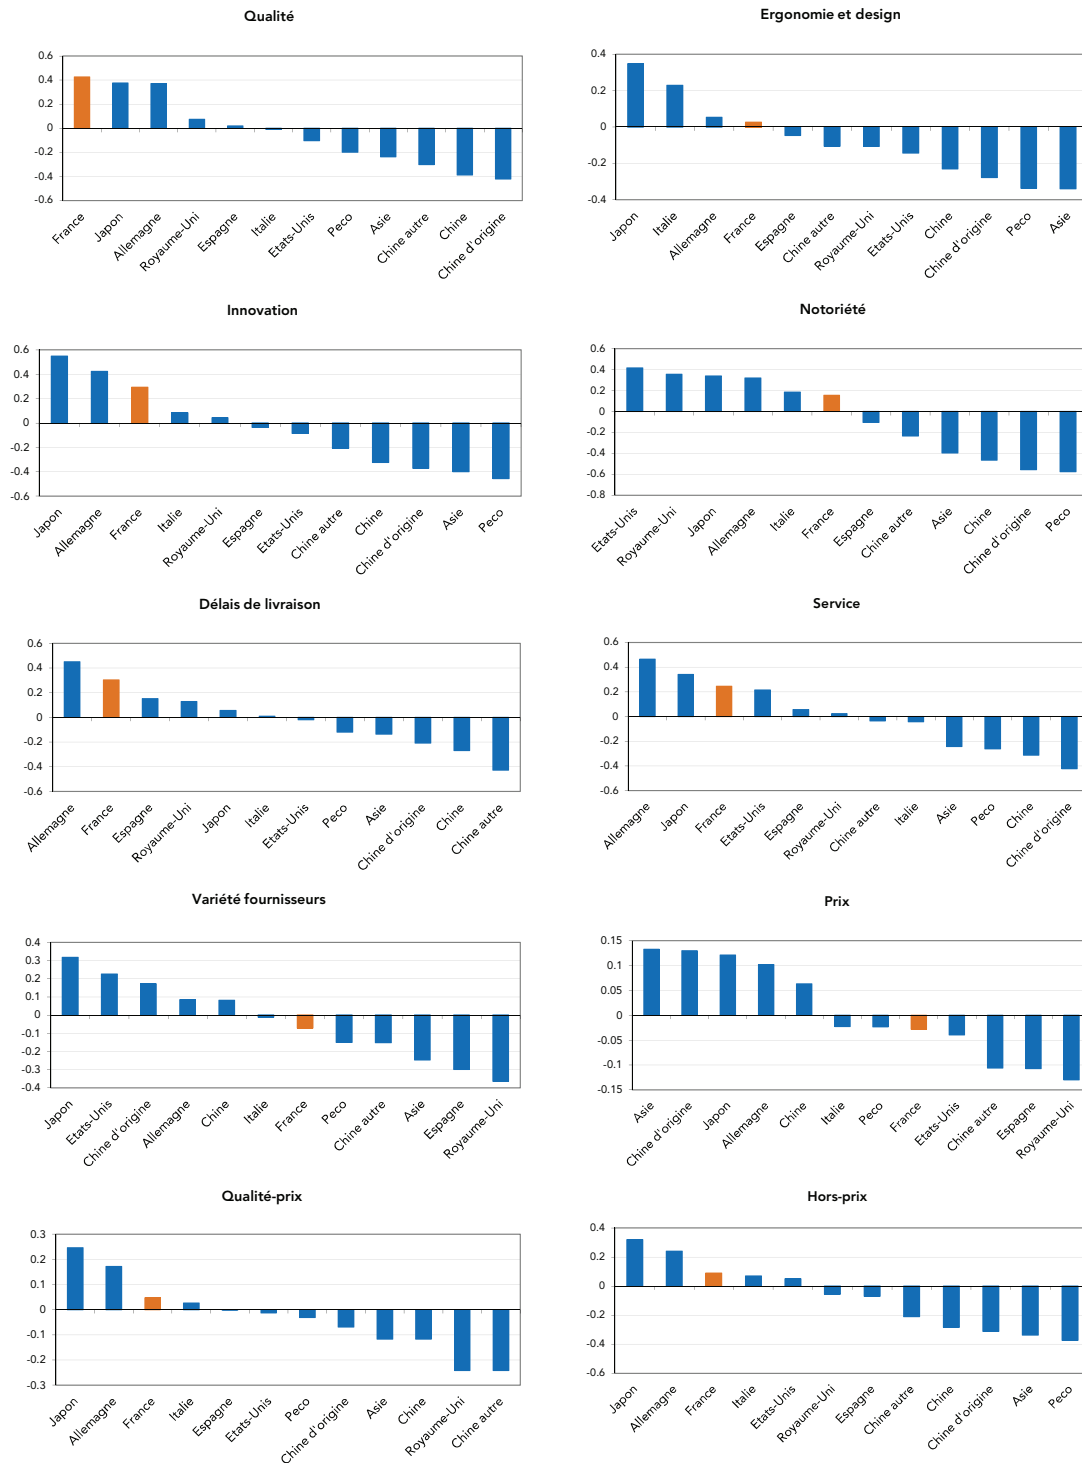 Qualité
0.6
0.4
0.2
0
-0.2
-0.4
-0.6
France
Japon
Allemagne
Royaume-Uni
Espagne
Italie
Etats-Unis
Peco
Asie
Chine autre
Chine
Chine d'origine
Ergonomie et design
0.4
0.2
0
-0.2
-0.4
Japon
Italie
Allemagne
France
Espagne
Chine autre
Royaume-Uni
Etats-Unis
Chine
Chine d'origine
Peco
Asie
Innovation
0.6
0.4
0.2
0
-0.2
-0.4
-0.6
Japon
Allemagne
France
Italie
Royaume-Uni
Espagne
Etats-Unis
Chine autre
Chine
Chine d'origine
Asie
Peco
Notoriété
0.6
0.4
0.2
0
-0.2
-0.4
-0.6
-0.8
Etats-Unis
Royaume-Uni
Japon
Allemagne
Italie
France
Espagne
Chine autre
Asie
Chine
Chine d'origine
Peco
Délais de livraison
0.6
0.4
0.2
0
-0.2
-0.4
-0.6
Allemagne
France
Espagne
Royaume-Uni
Japon
Italie
Etats-Unis
Peco
Asie
Chine d'origine
Chine
Chine autre
Service
0.6
0.4
0.2
0
-0.2
-0.4
-0.6
Allemagne
Japon
France
Etats-Unis
Espagne
Royaume-Uni
Chine autre
Italie
Asie
Peco
Chine
Chine d'origine
Variété fournisseurs
0.4
0.3
0.2
0.1
0
-0.1
-0.2
-0.3
-0.4
Japon
Etats-Unis
Chine d'origine
Allemagne
Chine
Italie
France
Peco
Chine autre
Asie
Espagne
Royaume-Uni
Prix
0.15
0.1
0.05
0
-0.05
-0.1
-0.15
Asie
Chine d'origine
Japon
Allemagne
Chine
Italie
Peco
France
Etats-Unis
Chine autre
Espagne
Royaume-Uni
Qualité-prix
0.3
0.2
0.1
0
-0.1
-0.2
-0.3
Japon
Allemagne
France
Italie
Espagne
Etats-Unis
Peco
Chine d'origine
Asie
Chine
Royaume-Uni
Chine autre
Hors-prix
0.4
0.2
0
-0.2
-0.4
-0.6
Japon
Allemagne
France
Italie
Etats-Unis
Royaume-Uni
Espagne
Chine autre
Chine
Chine d'origine
Asie
Peco